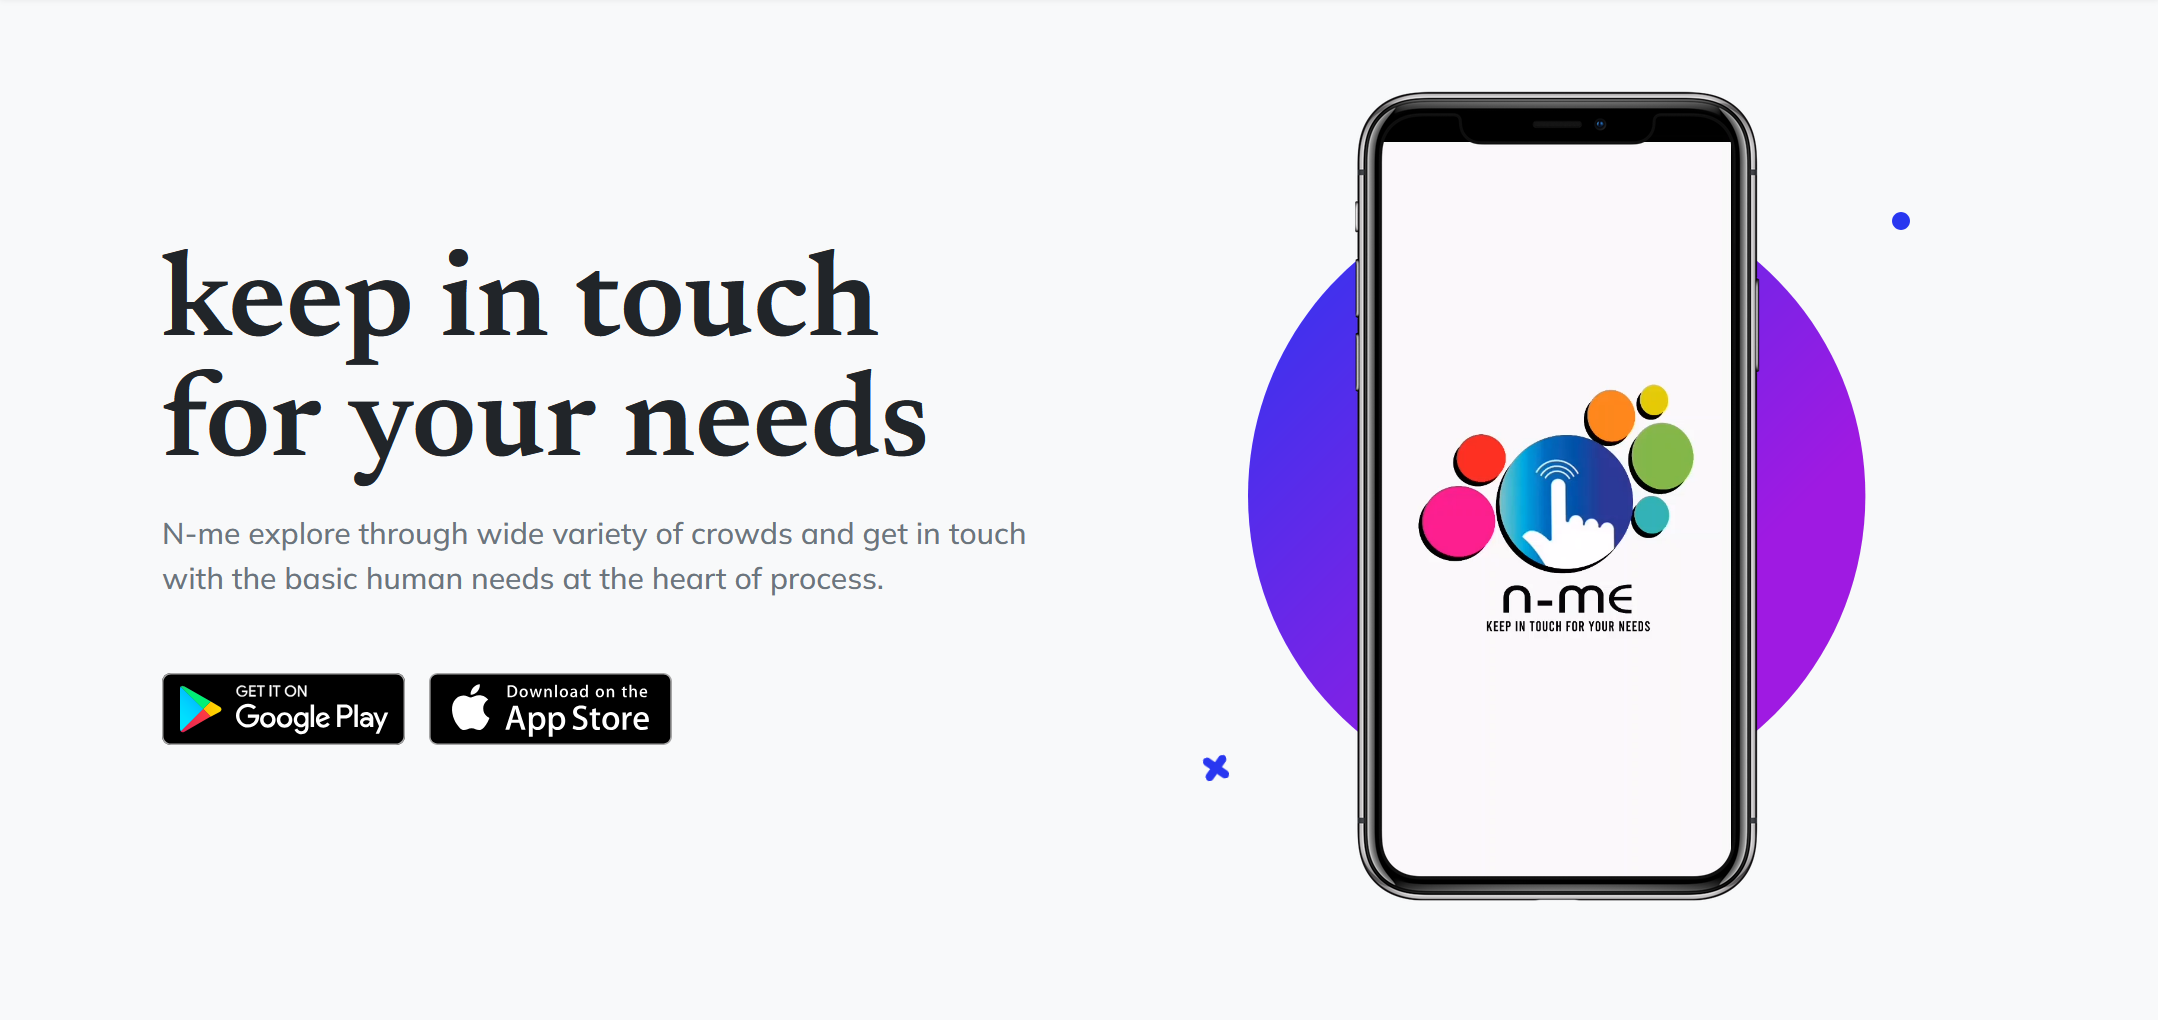 keep in touch
for your needs
N-me explore through wide variety of crowds and get in touch
with the basic human needs at the heart of process.
GET IT ON
Google Play
Download on the
App Store
n-me
KEEP IN TOUCH FOR YOUR NEEDS